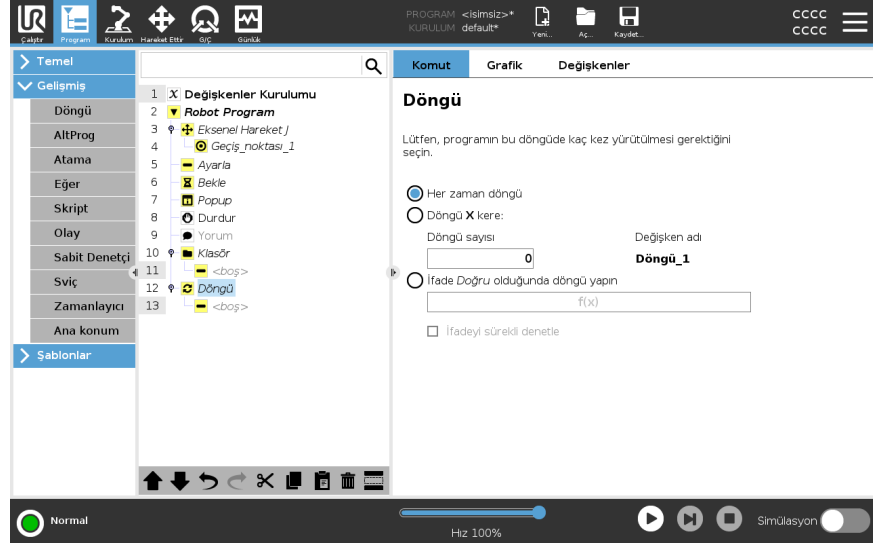 UR
PROGRAM <isimsiz>*
KURULUM default*
Çalıştır
Program
Kurulum
Hareket Ettir
G/Ç
Günlük
Yeni...
Aç...
Kaydet...
CCCC
CCCC
Temel
Gelişmiş
Döngü
AltProg
Atama
Eğer
Skript
Olay
Sabit Denetçi
Sviç
Zamanlayıcı
Ana konum
Şablonlar
1 X Değişkenler Kurulumu
2 Robot Program
3 Eksenel Hareket J
4 Geçiş_noktası_1
5 Ayarla
6 Bekle
7 Popup
8 Durdur
9 Yorum
10 Klasör
11 <boş>
12 Döngü
13 <boş>
Komut Grafik Değişkenler
Döngü
Lütfen, programın bu döngüde kaç kez yürütülmesi gerektiğini
seçin.
Her zaman döngü
Döngü X kere:
Döngü sayısı Değişken adı
0 Döngü_1
İfade Doğru olduğunda döngü yapın
f(x)
İfadeyi sürekli denetle
Normal
Hız 100%
Simülasyon